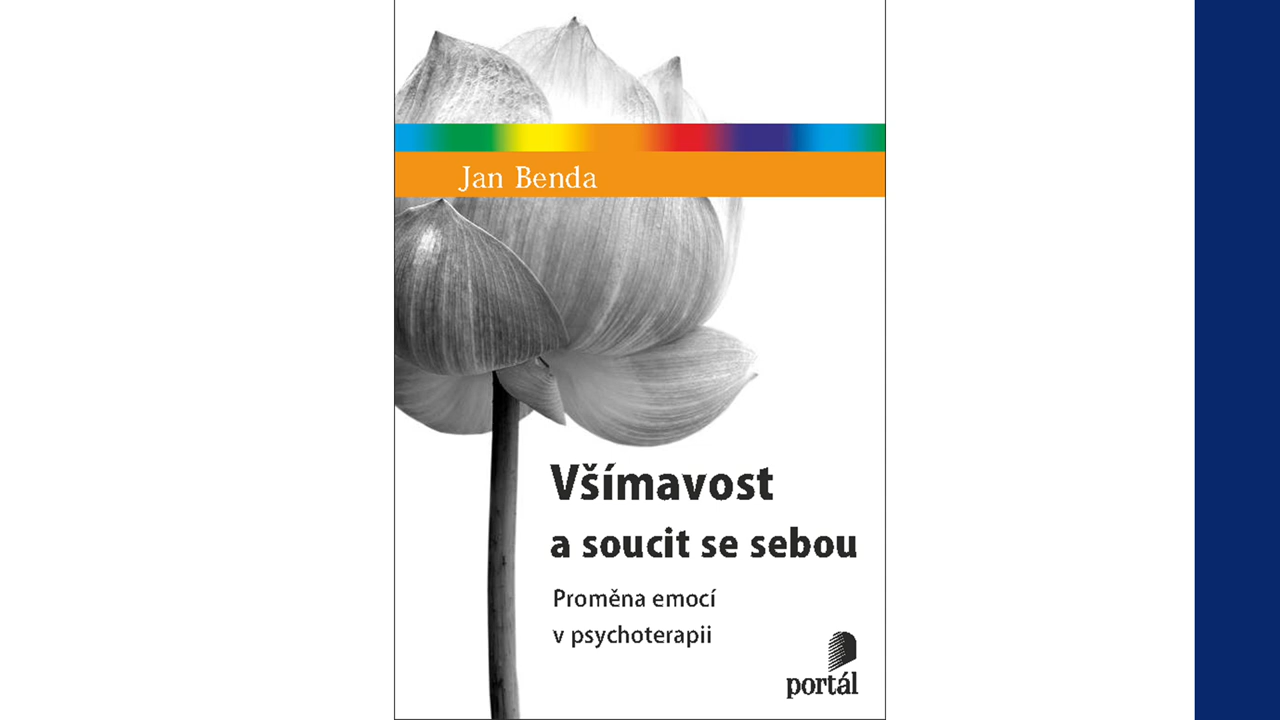 Jan Benda
Všímavost
a soucit se sebou
Proměna emocí
v psychoterapii
portál